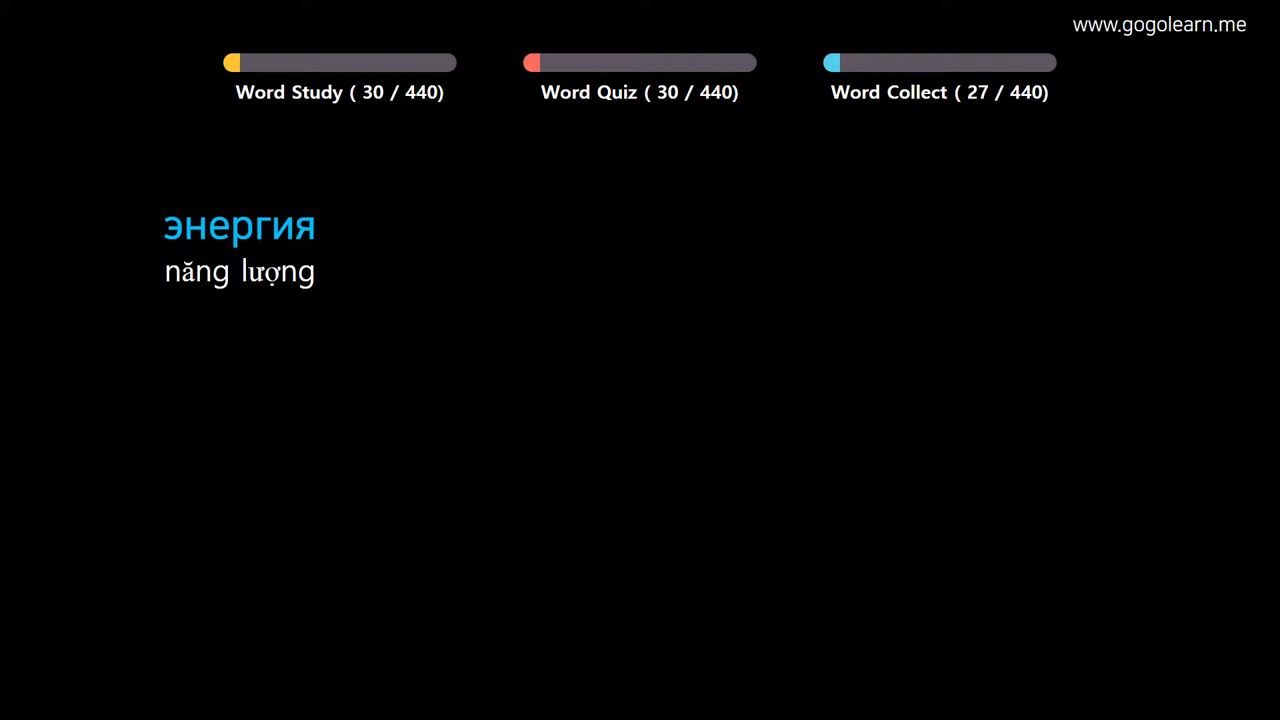 www.gogolearn.me
Word Study ( 30 / 440)
Word Quiz ( 30 / 440)
Word Collect ( 27 / 440)
энергия
năng lượng